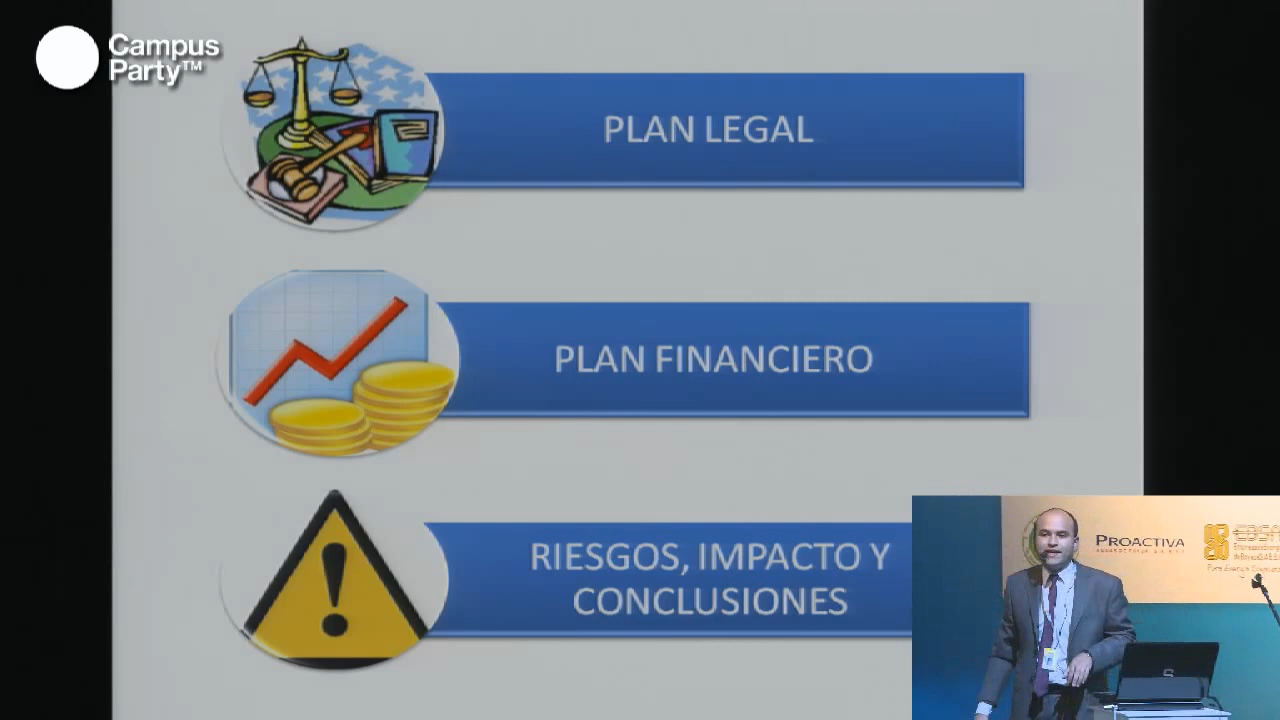 Campus
Party™
PLAN LEGAL
PLAN FINANCIERO
RIESGOS, IMPACTO Y
CONCLUSIONES
PROACTIVA